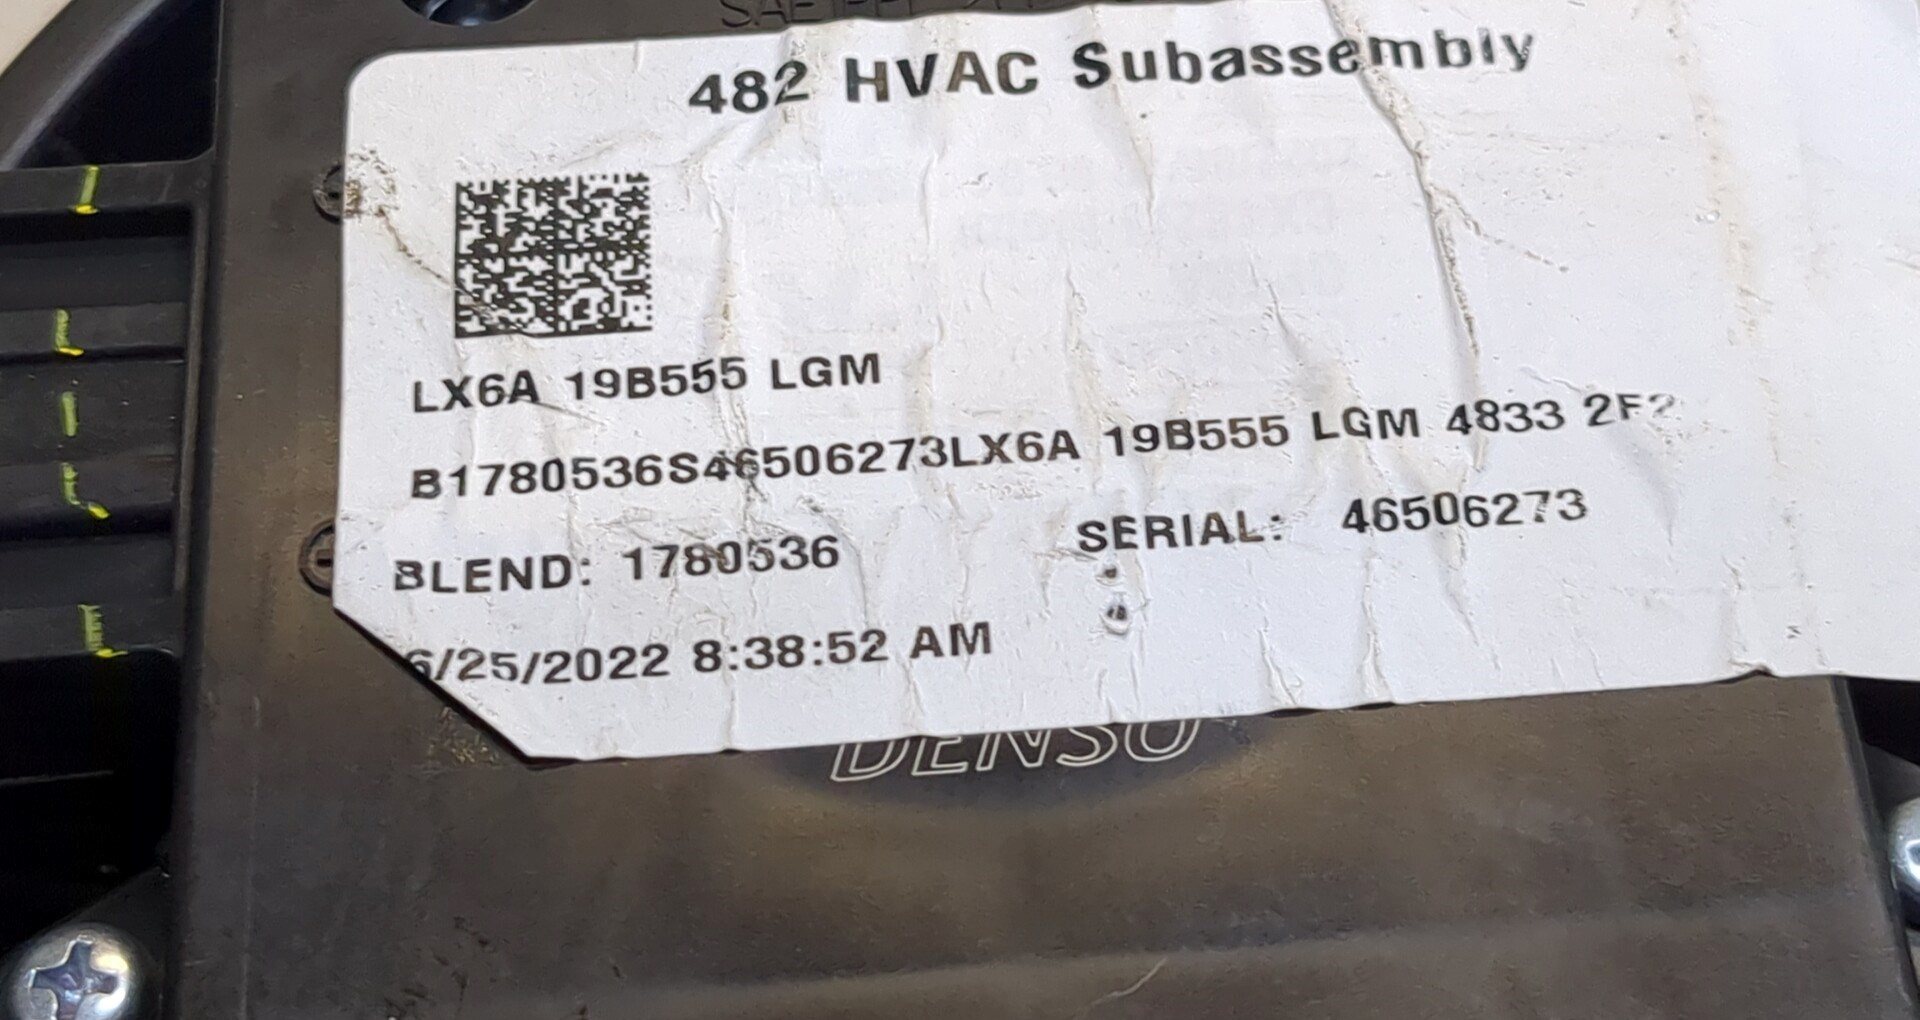 482 HVAC Subassembly
LX6A 19B555 LGM
B1780536S46506273LX6A 19B555 LGM 4833 2F2
BLEND: 1780536 SERIAL: 46506273
6/25/2022 8:38:52 AM
DENSO